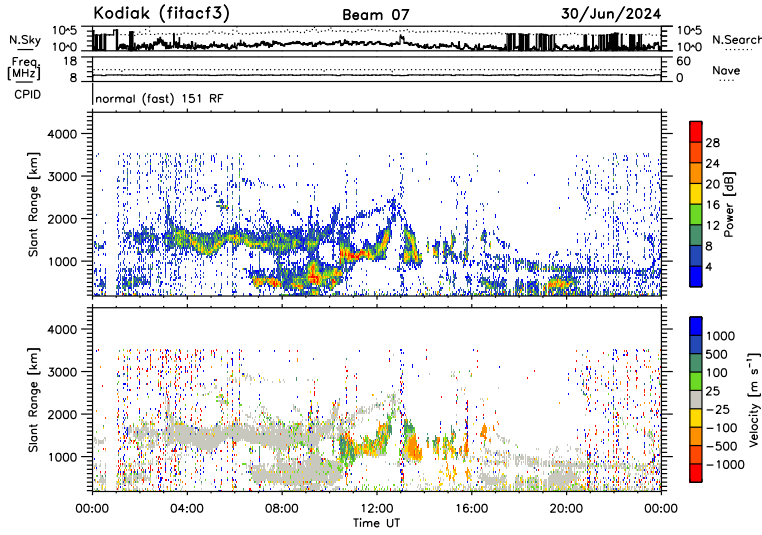 Kodiak (fitacf3) Beam 07 30/Jun/2024
N.Sky 10^5 10^0 10^5 10^0 N.Search
Freq. [MHz] 18 8 60 0 Nave
CPID normal (fast) 151 RF
Slant Range [km] 4000 3000 2000 1000
Power [dB] 28 24 20 16 12 8 4
Slant Range [km] 4000 3000 2000 1000
Velocity [m s⁻¹] 1000 500 100 25 −25 −100 −500 −1000
00:00 04:00 08:00 12:00 16:00 20:00 00:00
Time UT